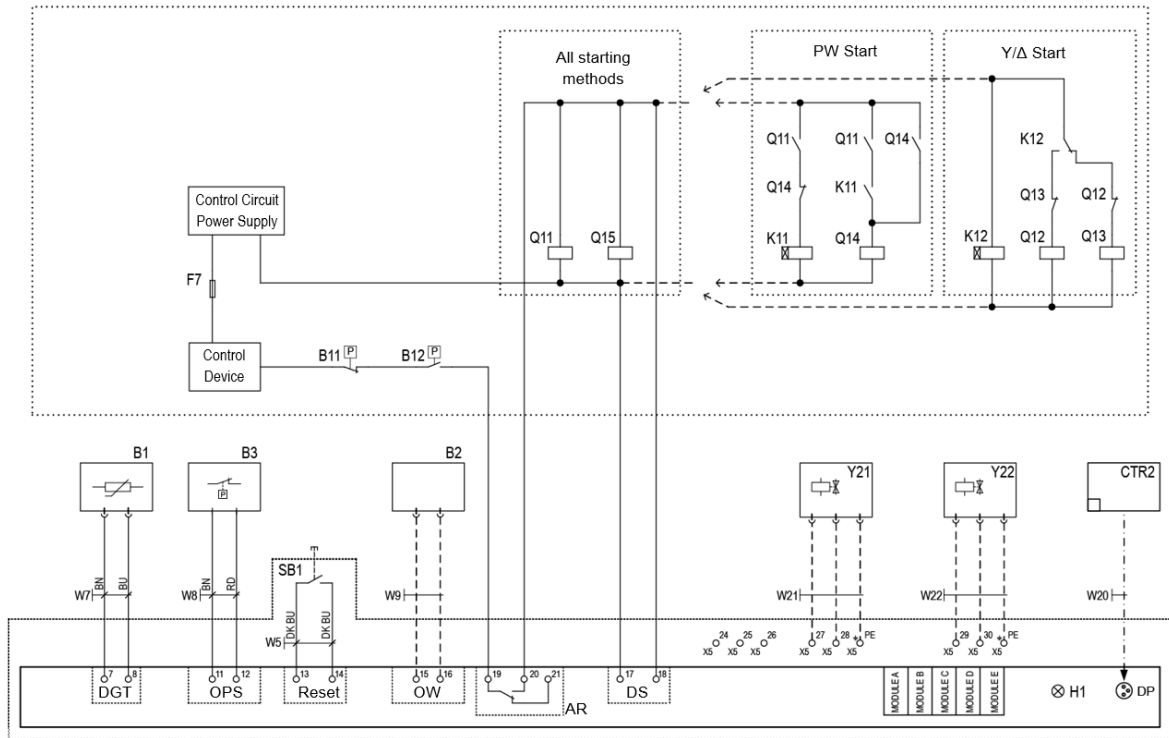 All starting
methods
PW Start
Y/Δ Start
Q11
Q11
Q14
K12
Q14
K11
Q13
Q12
Control Circuit
Power Supply
Q11
Q15
K11
Q14
K12
Q12
Q13
F7
Control
Device
B11
P
B12
P
B1
B3
P
B2
Y21
Y22
CTR2
SB1
BN
BU
BN
RD
W7
W8
W9
W21
W22
W20
DK BU
DK BU
W5
24
X5
25
X5
26
X5
27
X5
28
X5
PE
29
X5
30
X5
PE
7
8
11
12
13
14
15
16
19
20
21
17
18
DGT
OPS
Reset
OW
AR
DS
MODULE A
MODULE B
MODULE C
MODULE D
MODULE E
H1
DP